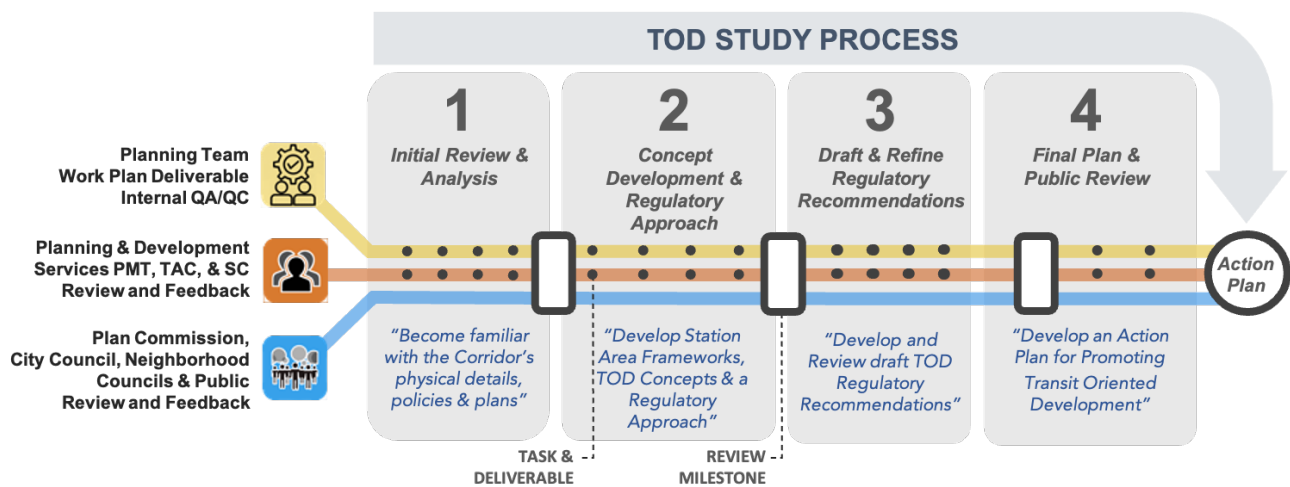 TOD STUDY PROCESS
Planning Team
Work Plan Deliverable
Internal QA/QC
Planning & Development
Services PMT, TAC, & SC
Review and Feedback
Plan Commission,
City Council, Neighborhood
Councils & Public
Review and Feedback
1
Initial Review &
Analysis
“Become familiar
with the Corridor’s
physical details,
policies & plans”
2
Concept
Development &
Regulatory
Approach
“Develop Station
Area Frameworks,
TOD Concepts & a
Regulatory
Approach”
3
Draft & Refine
Regulatory
Recommendations
“Develop and
Review draft TOD
Regulatory
Recommendations”
4
Final Plan &
Public Review
“Develop an Action
Plan for Promoting
Transit Oriented
Development”
Action
Plan
TASK &
DELIVERABLE
REVIEW
MILESTONE